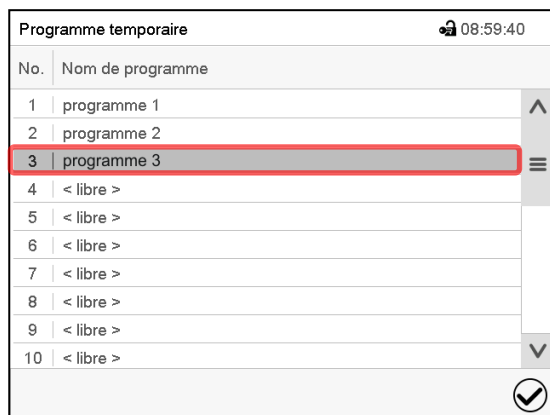 Programme temporaire 08:59:40
No. Nom de programme
1 programme 1
2 programme 2
3 programme 3
4 < libre >
5 < libre >
6 < libre >
7 < libre >
8 < libre >
9 < libre >
10 < libre >